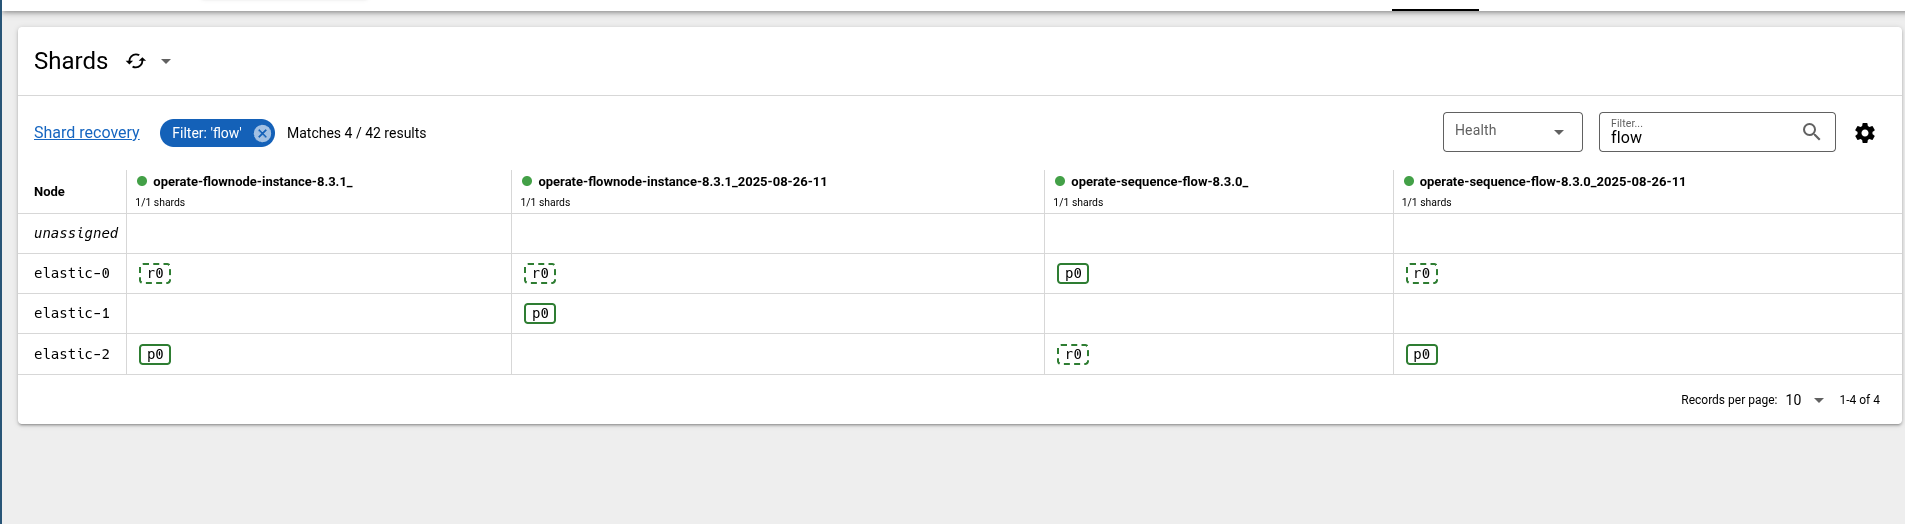 Shards
Shard recovery Filter: 'flow' Matches 4 / 42 results Health Filter... flow
Node operate-flownode-instance-8.3.1_ operate-flownode-instance-8.3.1_2025-08-26-11 operate-sequence-flow-8.3.0_ operate-sequence-flow-8.3.0_2025-08-26-11
1/1 shards 1/1 shards 1/1 shards 1/1 shards
unassigned
elastic-0 r0 r0 p0 r0
elastic-1 p0
elastic-2 p0 r0 p0
Records per page: 10 1-4 of 4